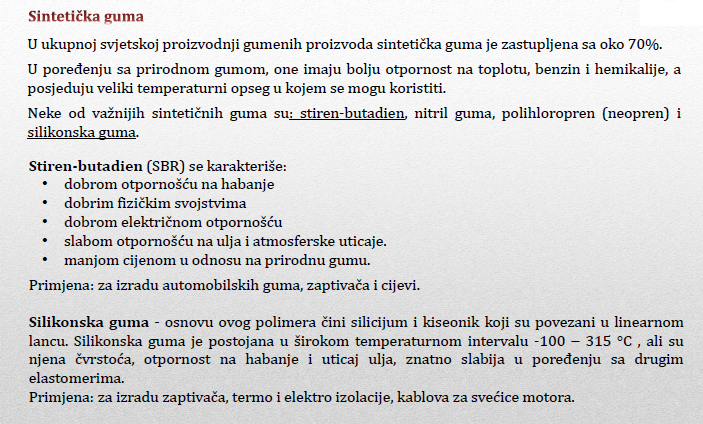 Sintetička guma
U ukupnoj svjetskoj proizvodnji gumenih proizvoda sintetička guma je zastupljena sa oko 70%.
U poređenju sa prirodnom gumom, one imaju bolju otpornost na toplotu, benzin i hemikalije, a
posjeduju veliki temperaturni opseg u kojem se mogu koristiti.
Neke od važnijih sintetičnih guma su: stiren-butadien, nitril guma, polihloropren (neopren) i
silikonska guma.
Stiren-butadien (SBR) se karakteriše:
• dobrom otpornošću na habanje
• dobrim fizičkim svojstvima
• dobrom električnom otpornošću
• slabom otpornošću na ulja i atmosferske uticaje.
• manjom cijenom u odnosu na prirodnu gumu.
Primjena: za izradu automobilskih guma, zaptivača i cijevi.
Silikonska guma - osnovu ovog polimera čini silicijum i kiseonik koji su povezani u linearnom
lancu. Silikonska guma je postojana u širokom temperaturnom intervalu -100 – 315 °C , ali su
njena čvrstoća, otpornost na habanje i uticaj ulja, znatno slabija u poređenju sa drugim
elastomerima.
Primjena: za izradu zaptivača, termo i elektro izolacije, kablova za svećice motora.